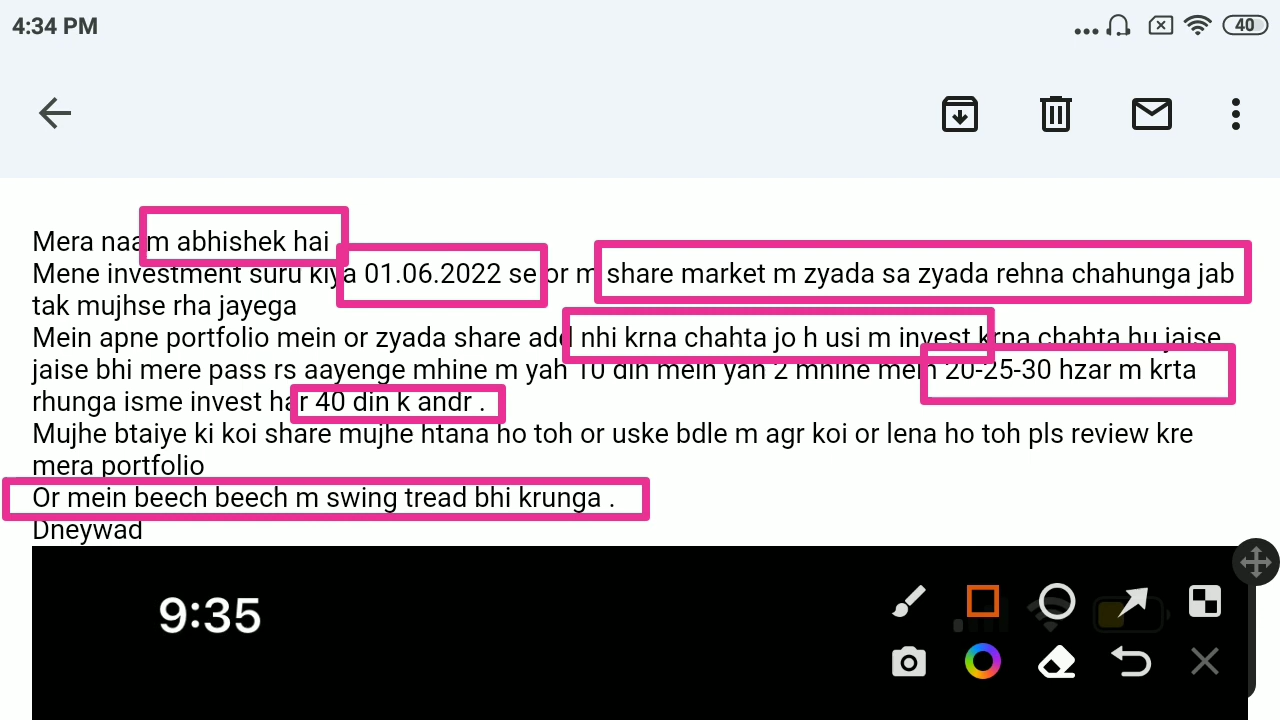 4:34 PM
40
Mera naam abhishek hai
Mene investment suru kiya 01.06.2022 se or m share market m zyada sa zyada rehna chahunga jab
tak mujhse rha jayega
Mein apne portfolio mein or zyada share add nhi krna chahta jo h usi m invest krna chahta hu jaise
jaise bhi mere pass rs aayenge mhine m yah 10 din mein yah 2 mhine mein 20-25-30 hzar m krta
rhunga isme invest har 40 din k andr .
Mujhe btaiye ki koi share mujhe htana ho toh or uske bdle m agr koi or lena ho toh pls review kre
mera portfolio
Or mein beech beech m swing tread bhi krunga .
Dneywad
9:35